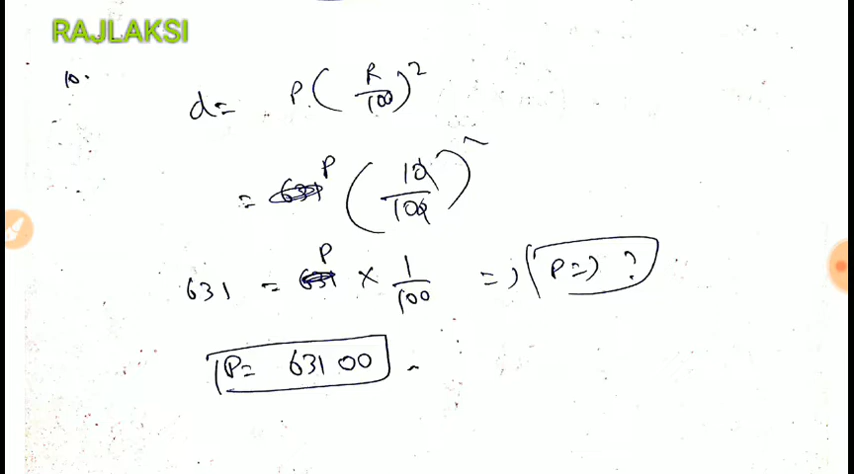 RAJLAKSI
10.
d = P(R/100)²
= P(10/100)²
631 = P × 1/100 => P => ?
P = 63100